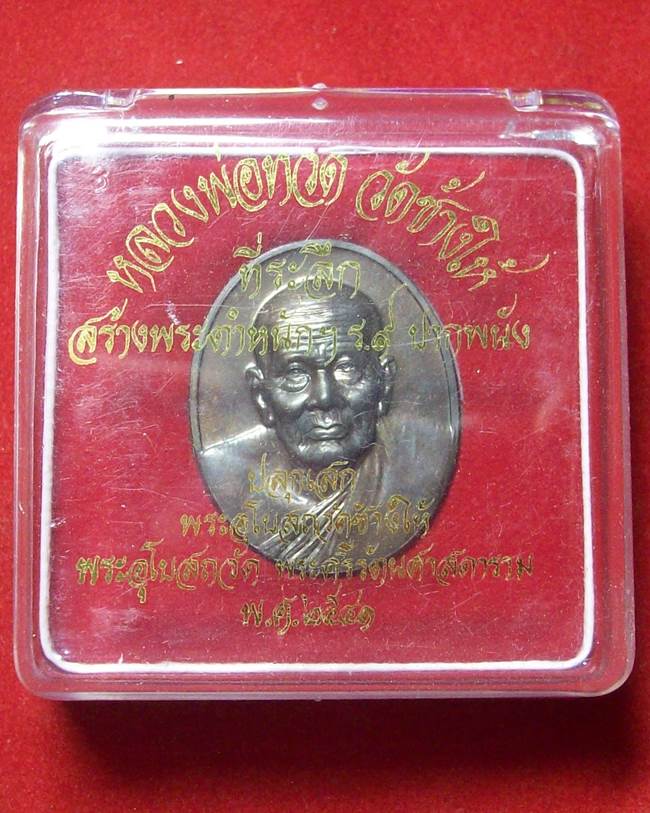 หลวงพ่อทวด วัดช้างให้
ที่ระลึก
สร้างพระตำหนักฯ ร.๙ ปากพนัง
ปลุกเสก
พระอุโบสถวัดช้างให้
พระอุโบสถวัด พระศรีรัตนศาสดาราม
พ.ศ.๒๕๔๑